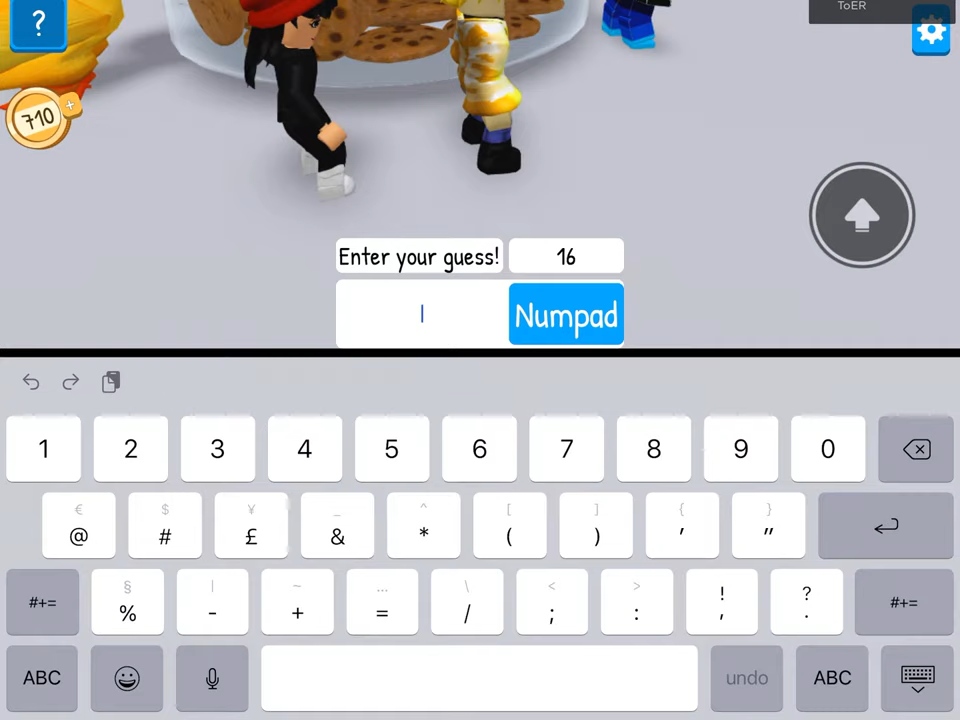 ToER
?
710 +
Enter your guess! 16
Numpad
1 2 3 4 5 6 7 8 9 0
€ $ ¥ _ ^ [ ] { }
@ # £ & * ( ) ' "
§ | ~ … \ < > ! ?
#+= % - + = / ; : , . #+=
ABC undo ABC